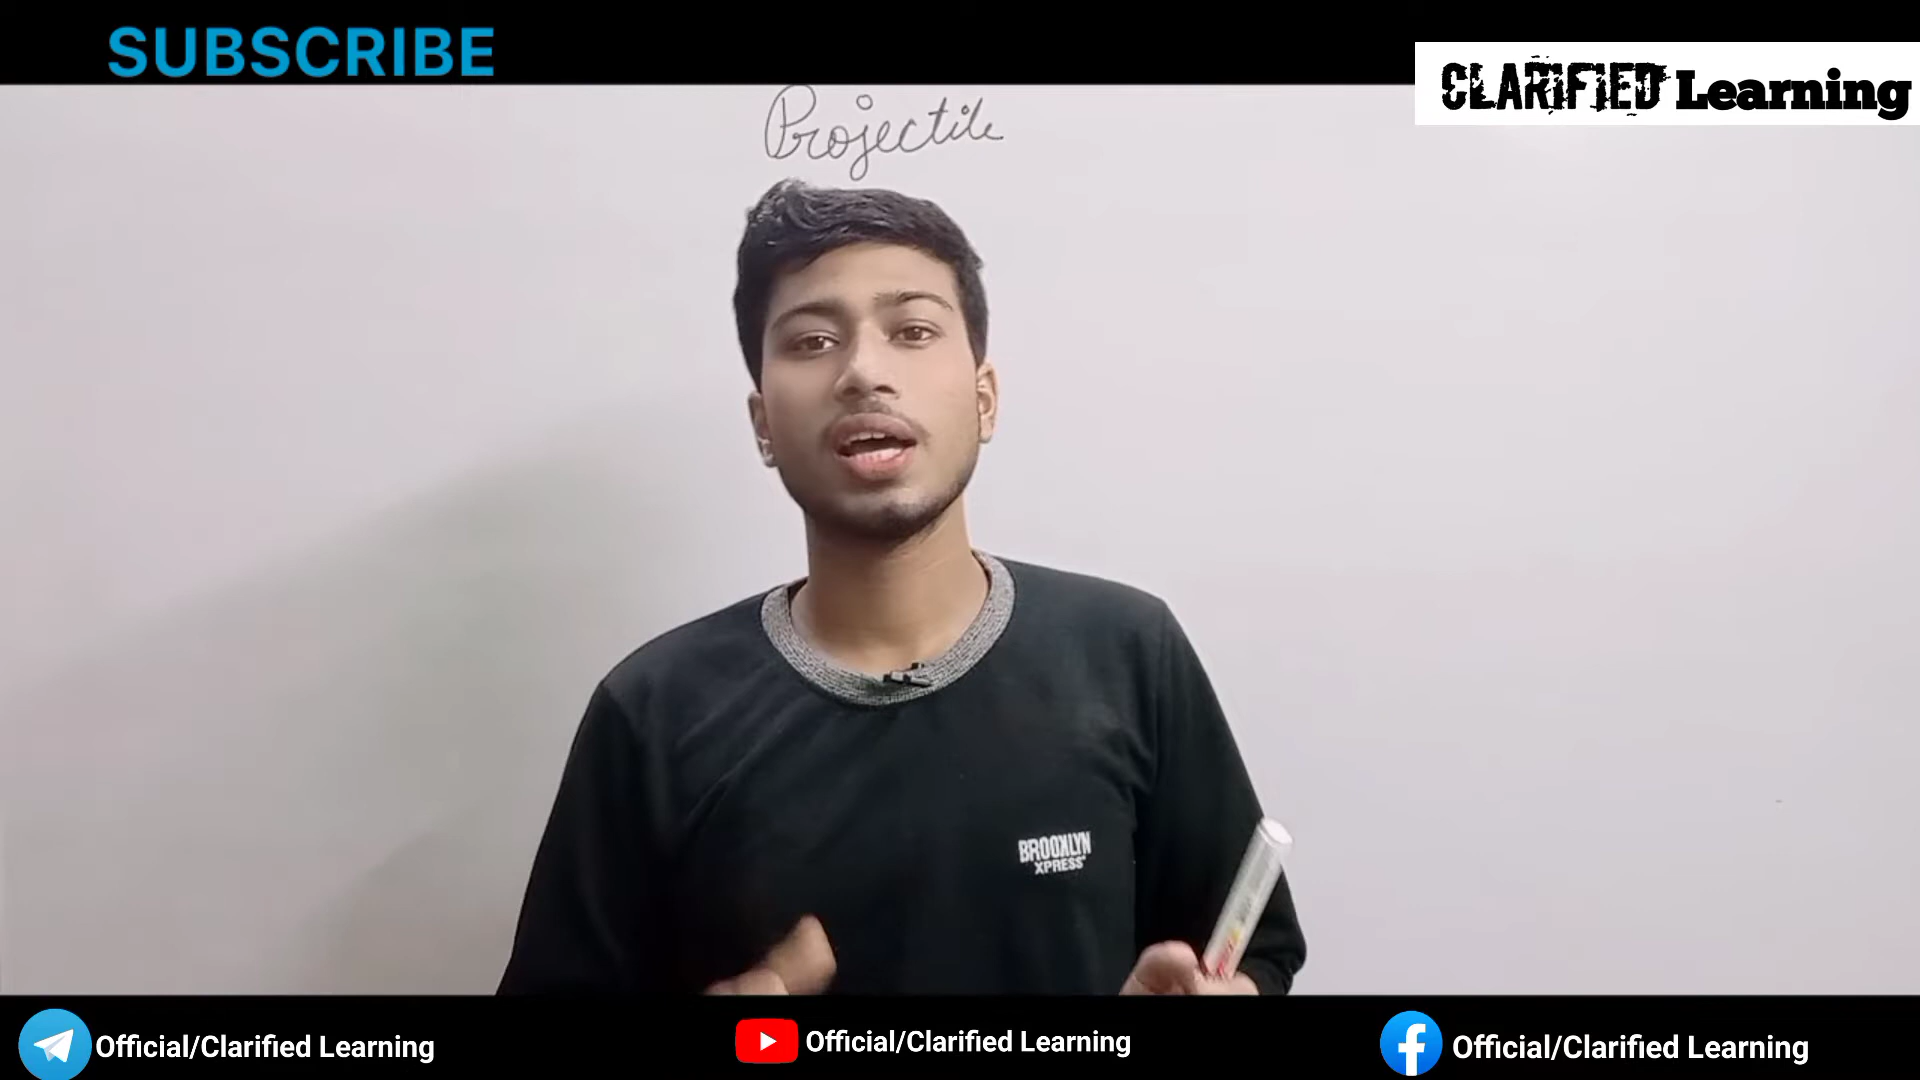 SUBSCRIBE
CLARIFIED Learning
Projectile
BROOKLYN
XPRESS
Official/Clarified Learning
Official/Clarified Learning
Official/Clarified Learning